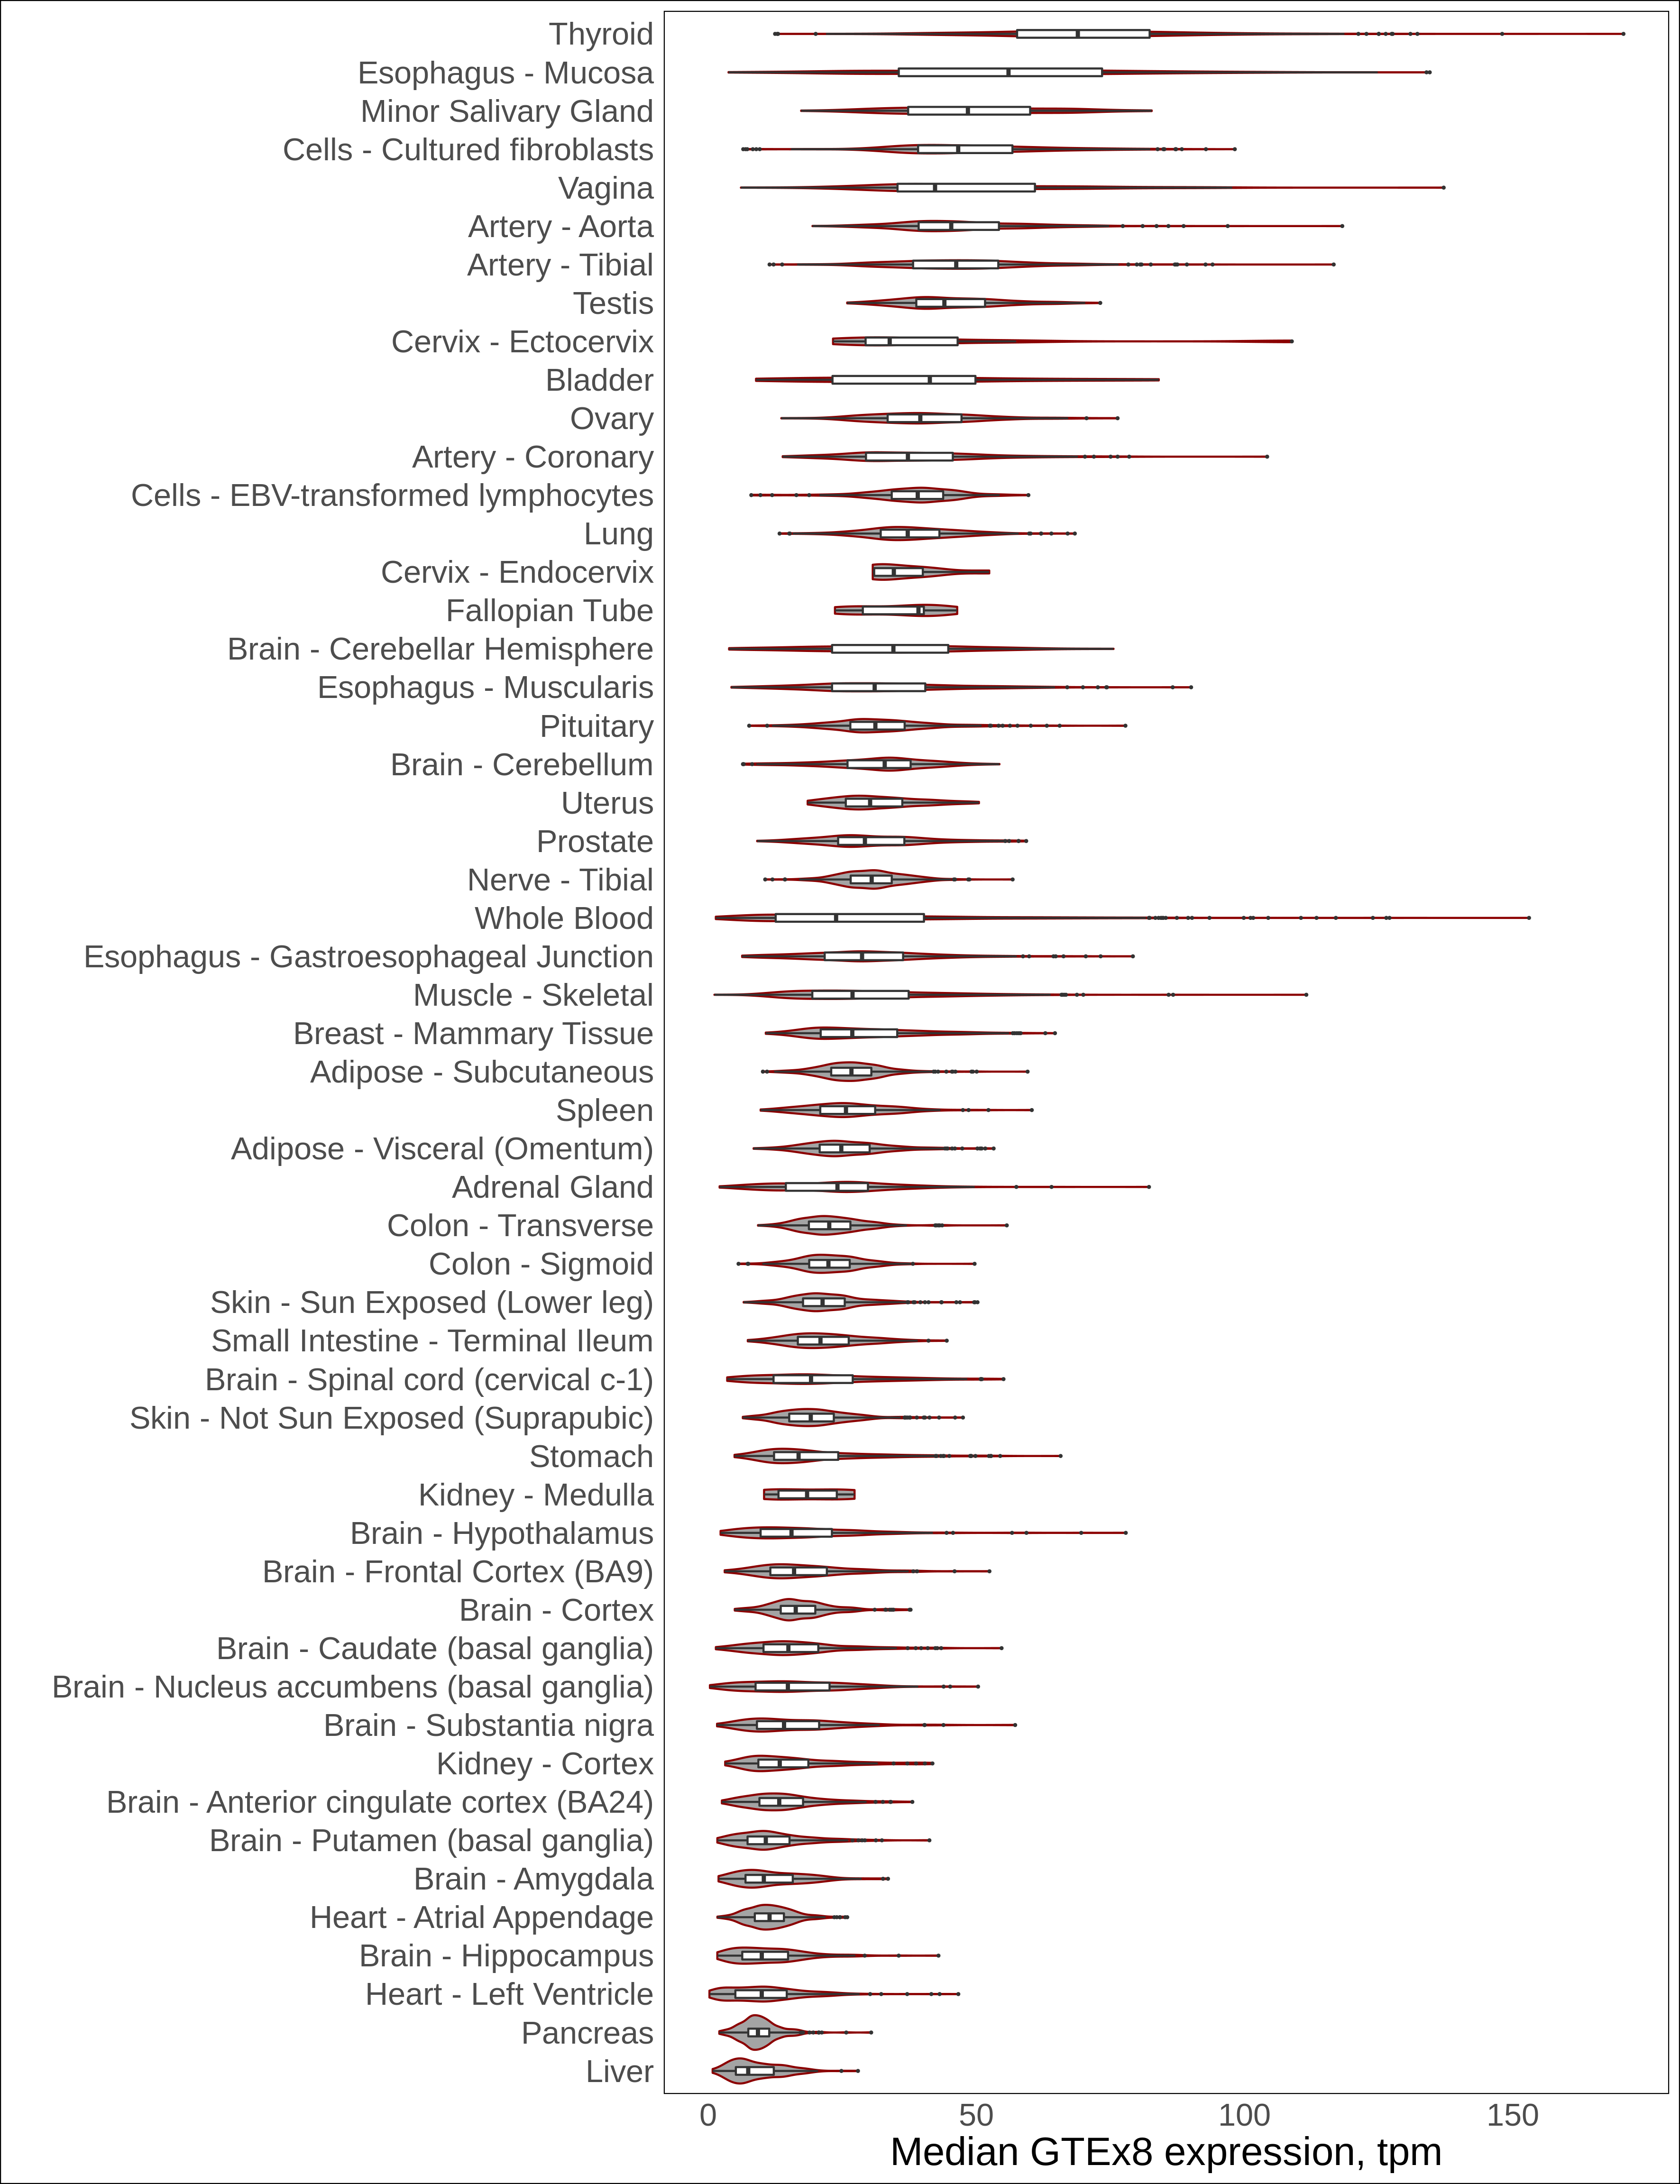 Thyroid
Esophagus - Mucosa
Minor Salivary Gland
Cells - Cultured fibroblasts
Vagina
Artery - Aorta
Artery - Tibial
Testis
Cervix - Ectocervix
Bladder
Ovary
Artery - Coronary
Cells - EBV-transformed lymphocytes
Lung
Cervix - Endocervix
Fallopian Tube
Brain - Cerebellar Hemisphere
Esophagus - Muscularis
Pituitary
Brain - Cerebellum
Uterus
Prostate
Nerve - Tibial
Whole Blood
Esophagus - Gastroesophageal Junction
Muscle - Skeletal
Breast - Mammary Tissue
Adipose - Subcutaneous
Spleen
Adipose - Visceral (Omentum)
Adrenal Gland
Colon - Transverse
Colon - Sigmoid
Skin - Sun Exposed (Lower leg)
Small Intestine - Terminal Ileum
Brain - Spinal cord (cervical c-1)
Skin - Not Sun Exposed (Suprapubic)
Stomach
Kidney - Medulla
Brain - Hypothalamus
Brain - Frontal Cortex (BA9)
Brain - Cortex
Brain - Caudate (basal ganglia)
Brain - Nucleus accumbens (basal ganglia)
Brain - Substantia nigra
Kidney - Cortex
Brain - Anterior cingulate cortex (BA24)
Brain - Putamen (basal ganglia)
Brain - Amygdala
Heart - Atrial Appendage
Brain - Hippocampus
Heart - Left Ventricle
Pancreas
Liver
0 50 100 150
Median GTEx8 expression, tpm